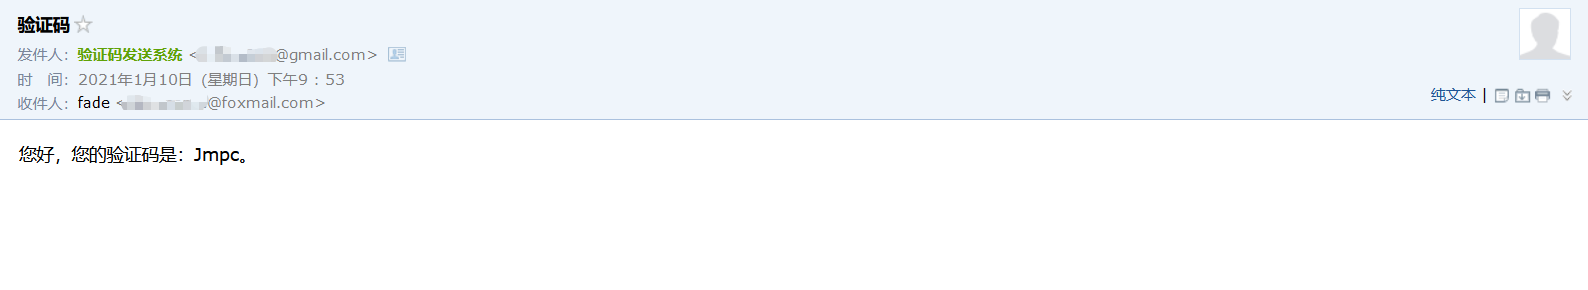 验证码
发件人：验证码发送系统 <@gmail.com>
时 间：2021年1月10日（星期日）下午9：53
收件人：fade <@foxmail.com>
纯文本 |
您好，您的验证码是：Jmpc。